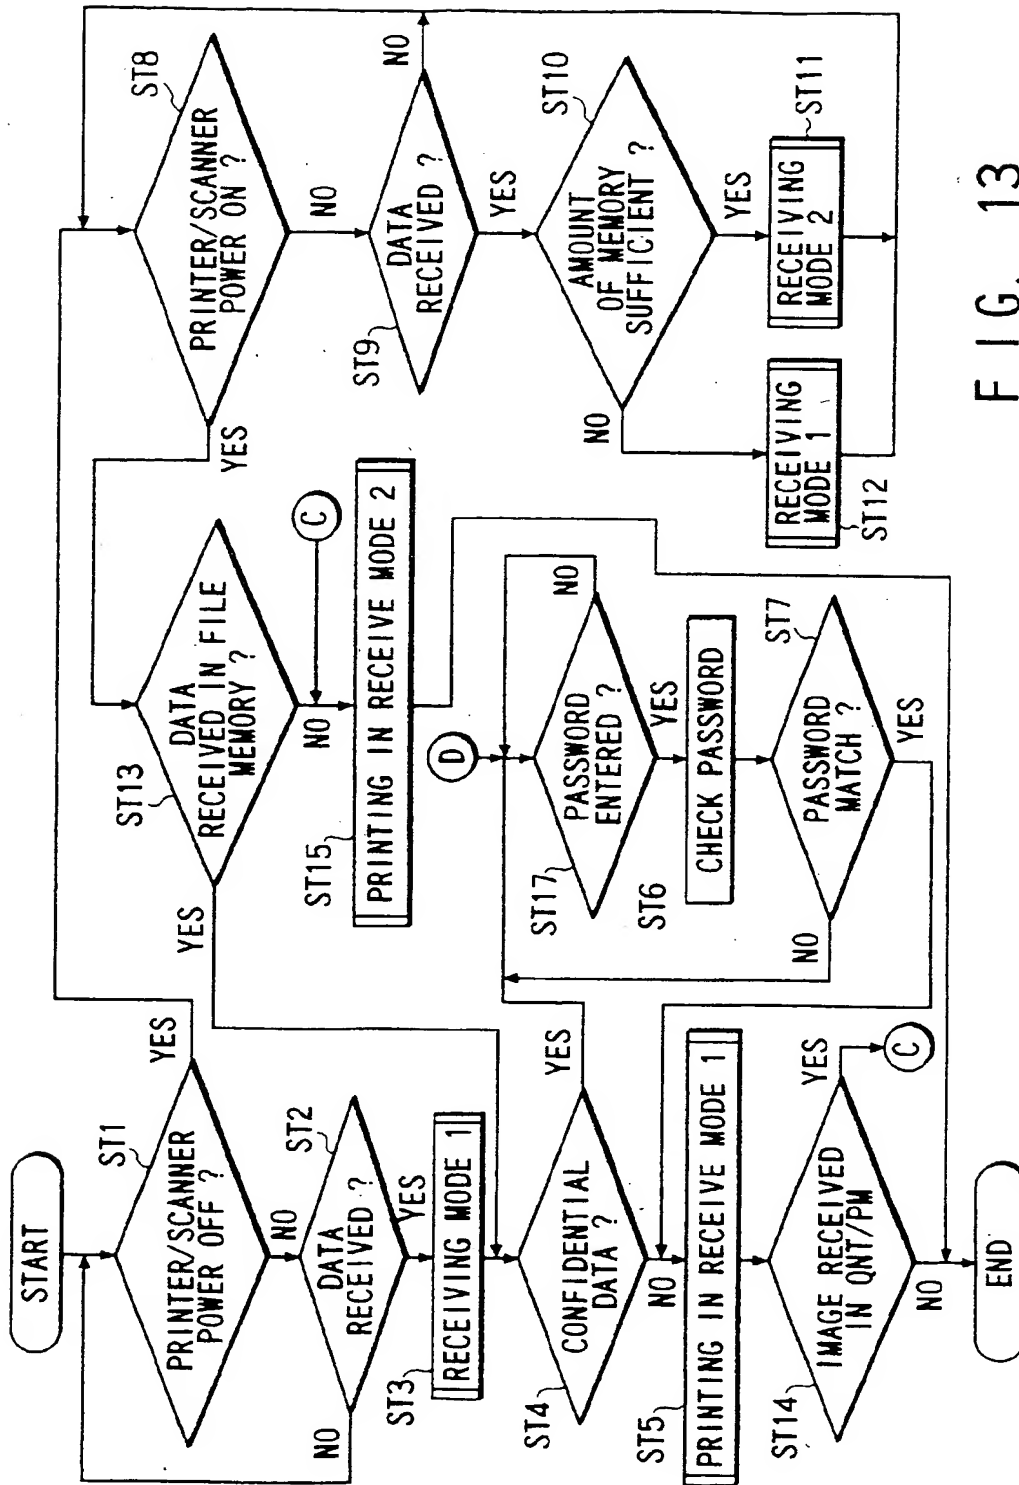 START
ST1
PRINTER/SCANNER
POWER OFF ?
YES
NO
ST2
DATA
RECEIVED ?
NO
YES
ST3
RECEIVING MODE 1
ST4
CONFIDENTIAL
DATA ?
YES
NO
ST5
PRINTING IN RECEIVE MODE 1
ST14
IMAGE RECEIVED
IN QNT/PM
YES
C
NO
END
ST13
DATA
RECEIVED IN FILE
MEMORY ?
YES
NO
C
ST15
PRINTING IN RECEIVE MODE 2
D
ST17
PASSWORD
ENTERED ?
NO
YES
ST6
CHECK PASSWORD
ST7
PASSWORD
MATCH ?
NO
YES
ST8
PRINTER/SCANNER
POWER ON ?
YES
NO
ST9
DATA
RECEIVED ?
NO
YES
ST10
AMOUNT
OF MEMORY
SUFFICIENT ?
NO
YES
ST12
RECEIVING
MODE 1
ST11
RECEIVING
MODE 2
FIG. 13